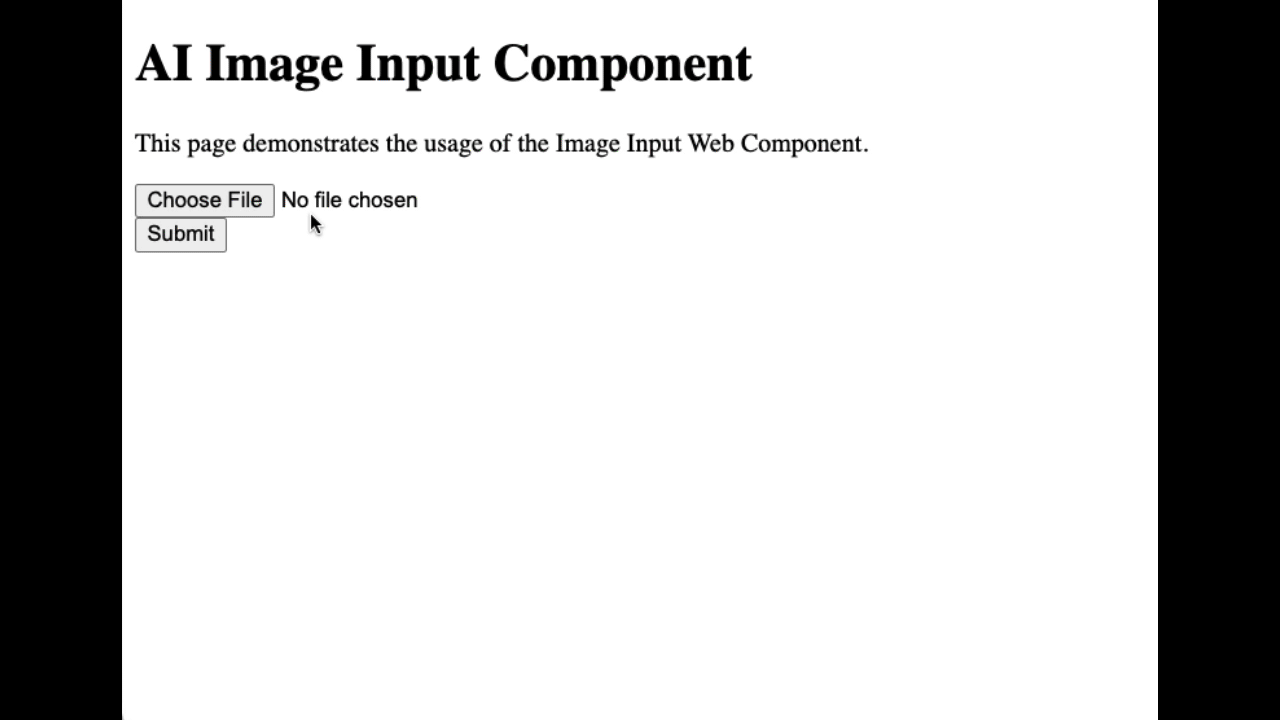 AI Image Input Component
This page demonstrates the usage of the Image Input Web Component.
Choose File No file chosen
Submit